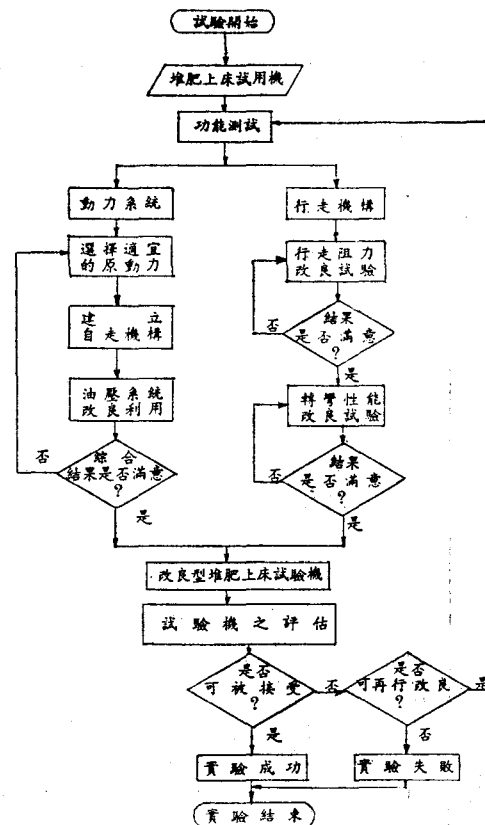 試驗開始
堆肥上床試用機
功能測試
動力系統
選擇適宜
的原動力
建立
自走機構
油壓系統
改良利用
否
綜合
結果是否滿意
?
是
行走機構
行走阻力
改良試驗
否
結果
是否滿意
?
是
轉彎性能
改良試驗
否
結果
是否滿意
?
是
改良型堆肥上床試驗機
試驗機之評估
是否
可被接受
?
否
是否
可再行改良
?
是
是
否
實驗成功
實驗失敗
實驗結束